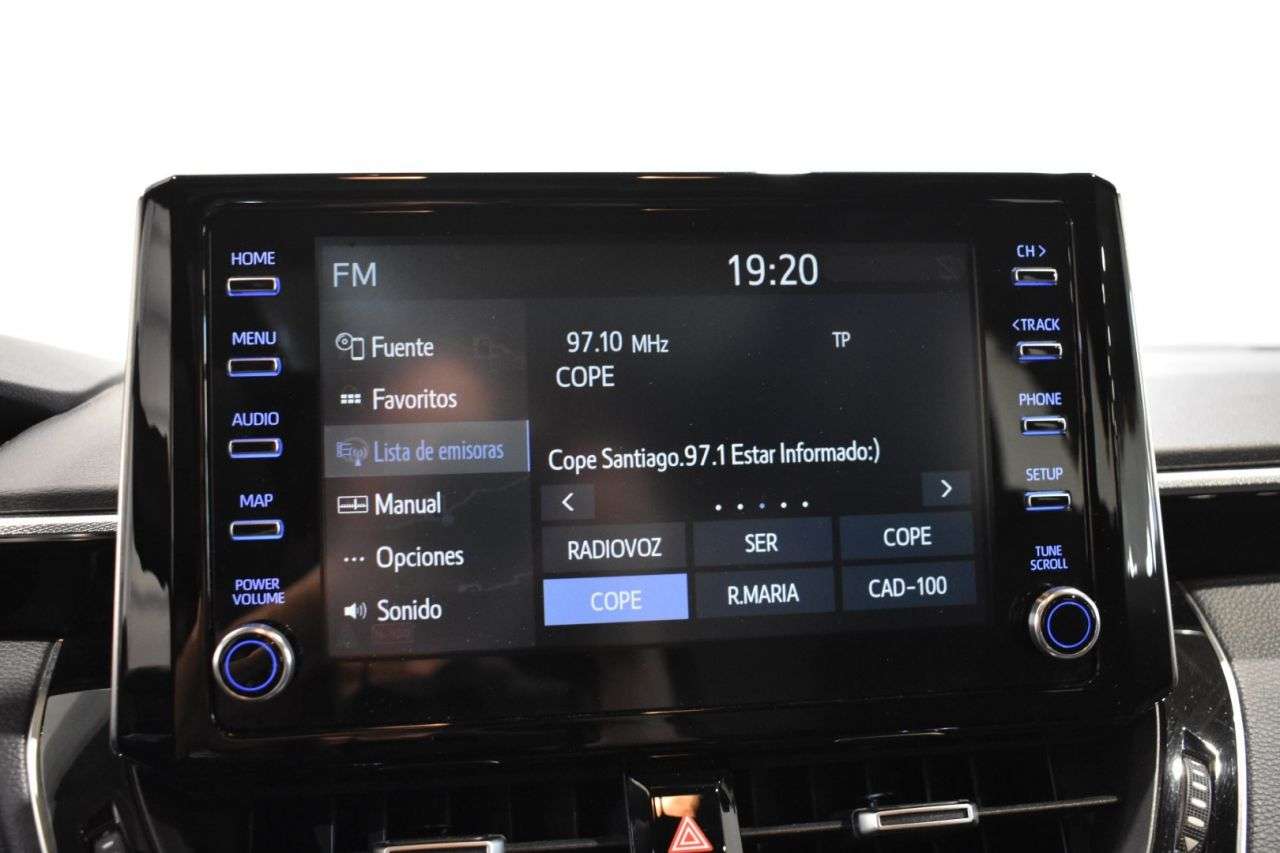 HOME
MENU
AUDIO
MAP
POWER
VOLUME
FM
19:20
Fuente
Favoritos
Lista de emisoras
Manual
Opciones
Sonido
97.10 MHz
TP
COPE
Cope Santiago.97.1 Estar Informado:)
< >
RADIOVOZ SER COPE
COPE R.MARIA CAD-100
CH>
<TRACK
PHONE
SETUP
TUNE
SCROLL